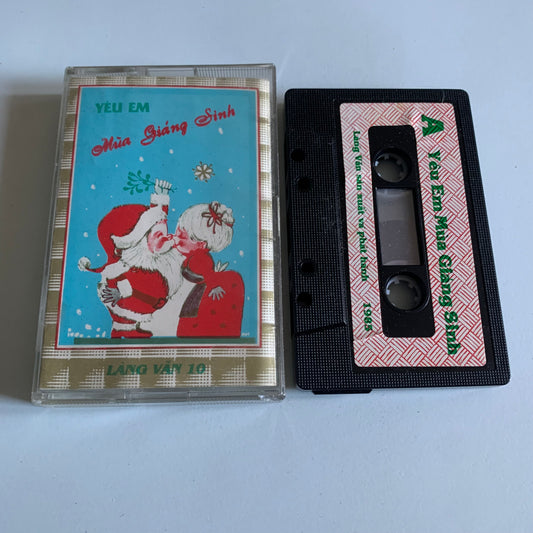 YÊU EM
Mùa Giáng Sinh
LÀNG VĂN 10
A Yêu Em Mùa Giáng Sinh
Làng Văn sản xuất và phát hành 1985